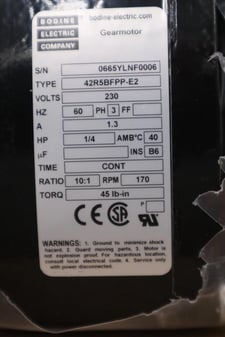 BODINE
ELECTRIC
COMPANY
bodine-electric.com
Gearmotor
S/N 0665YLNF0006
TYPE 42R5BFPP-E2
VOLTS 230
HZ 60 PH 3 FF
A 1.3
HP 1/4 AMB°C 40
µF INS B6
TIME CONT
RATIO 10:1 RPM 170
TORQ 45 lb-in
CE SA ® P
WARNINGS: 1. Ground to minimize shock
hazard. 2. Guard moving parts. 3. Motor is
not explosion proof. For hazardous location,
consult local electrical code. 4. Service only
with power disconnected.